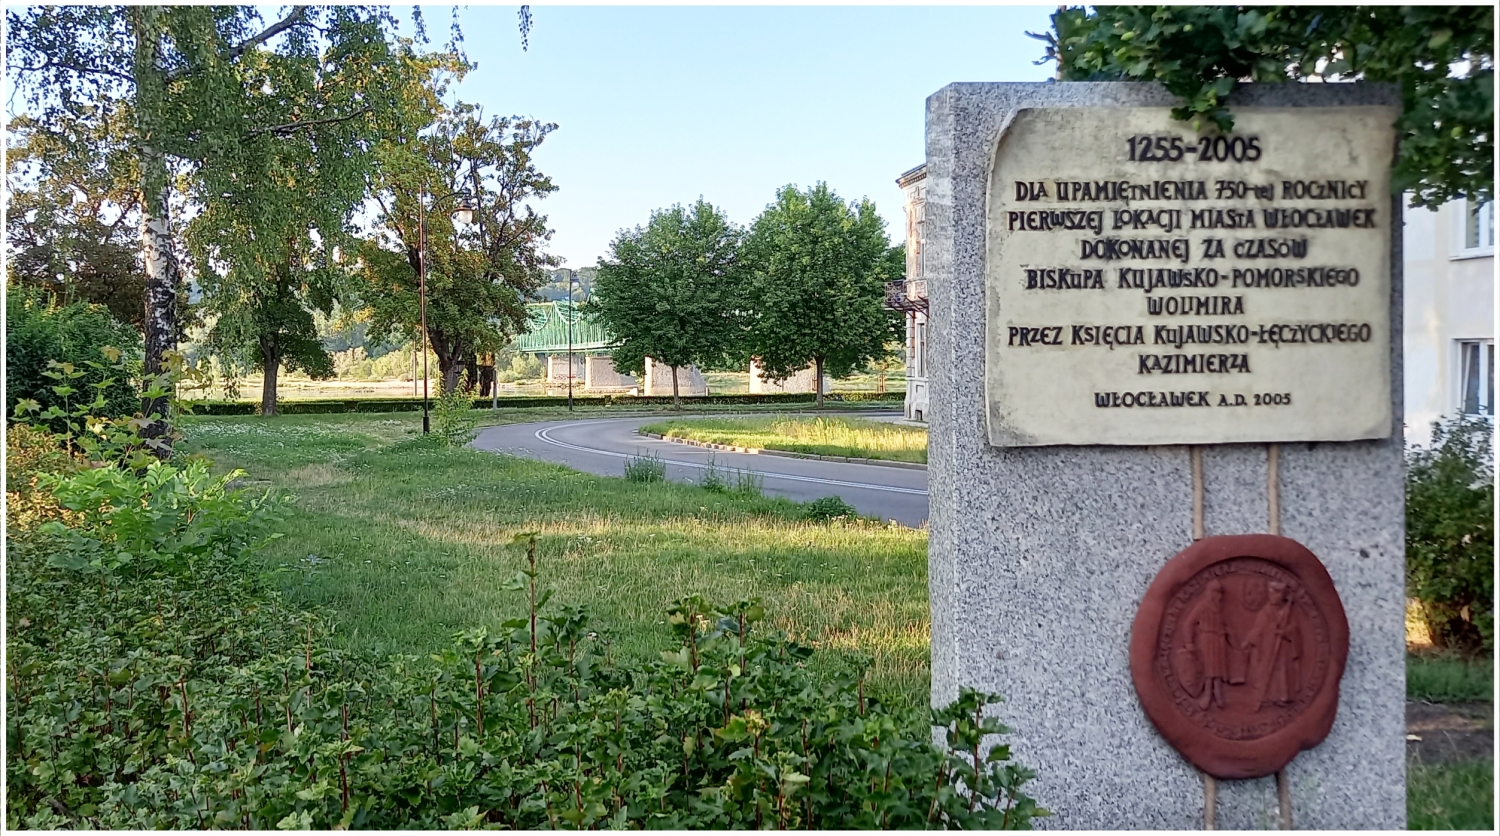 1255-2005
DLA UPAMIĘTNIENIA 750-tej ROCZNICY
PIERWSZEJ LOKACJI MIASTA WŁOCŁAWEK
DOKONANEJ ZA CZASÓW
BISKUPA KUJAWSKO-POMORSKIEGO
WOLIMIRA
PRZEZ KSIĘCIA KUJAWSKO-ŁĘCZYCKIEGO
KAZIMIERZA
WŁOCŁAWEK A.D. 2005